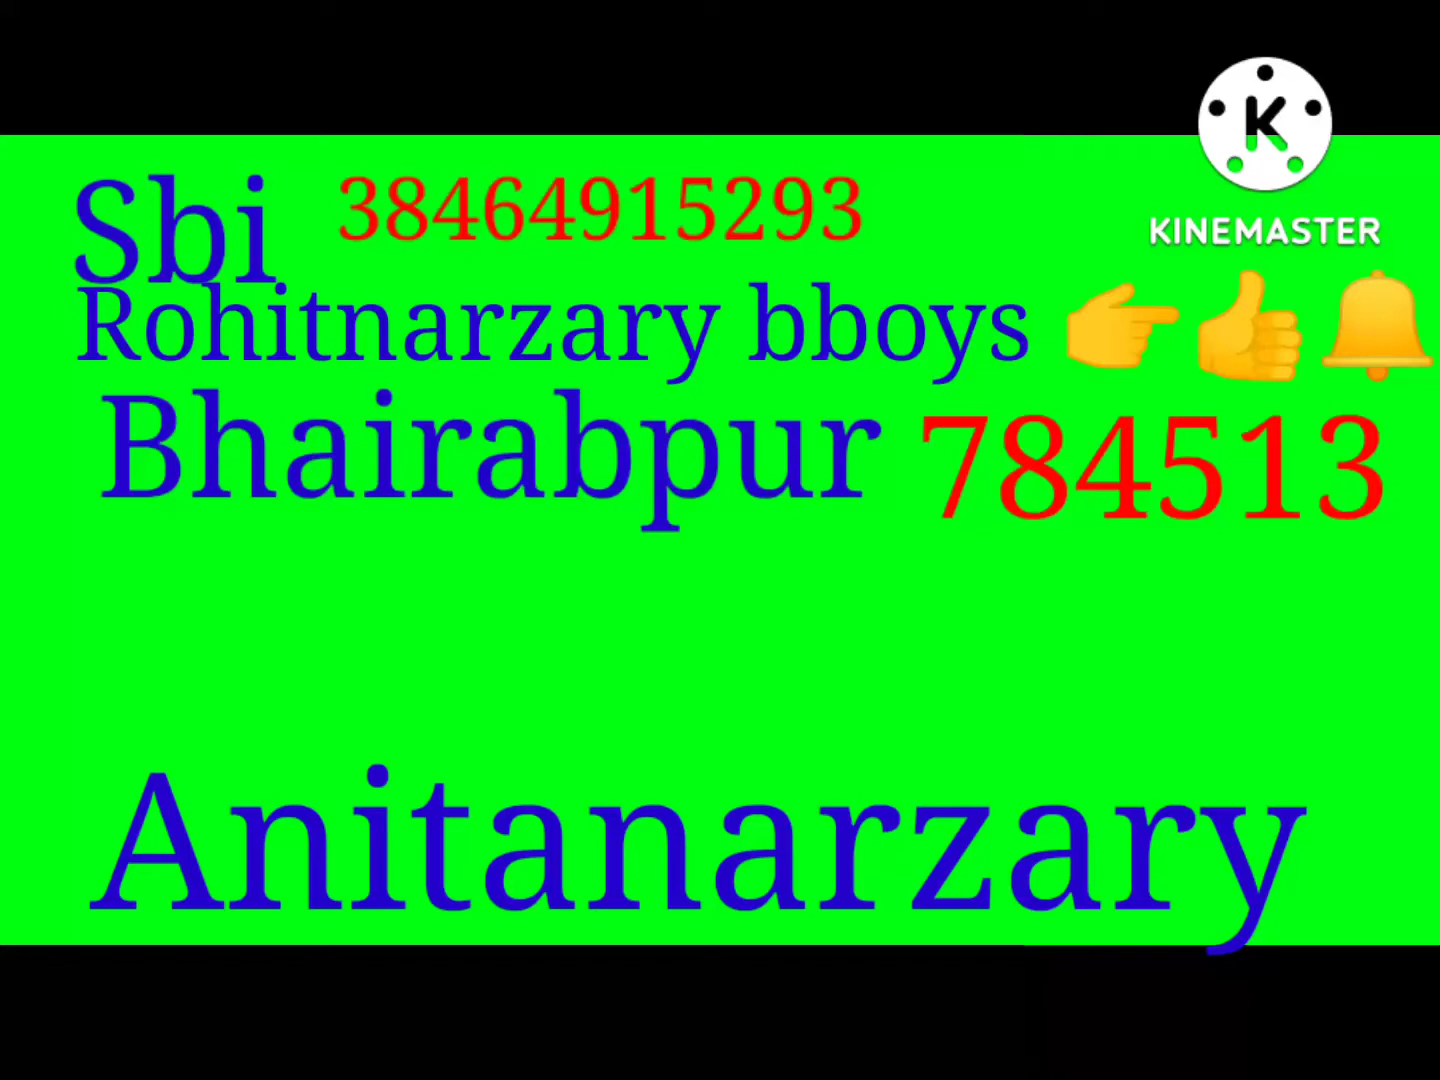 KINEMASTER
Sbi 38464915293
Rohitnarzary bboys 👉👍🔔
Bhairabpur 784513
Anitanarzary